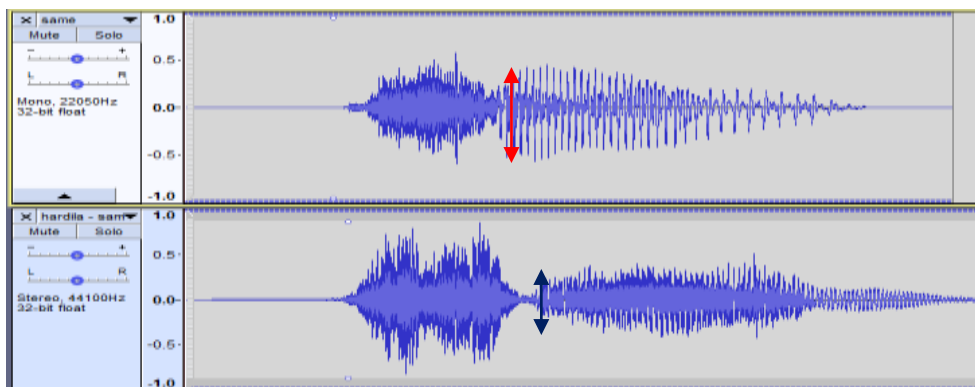 × same ▼
Mute Solo
- +
L R
Mono, 22050Hz
32-bit float
1.0
0.5-
0.0-
-0.5-
-1.0
× hardila - sam▼
Mute Solo
- +
L R
Stereo, 44100Hz
32-bit float
1.0
0.5-
0.0-
-0.5-
-1.0